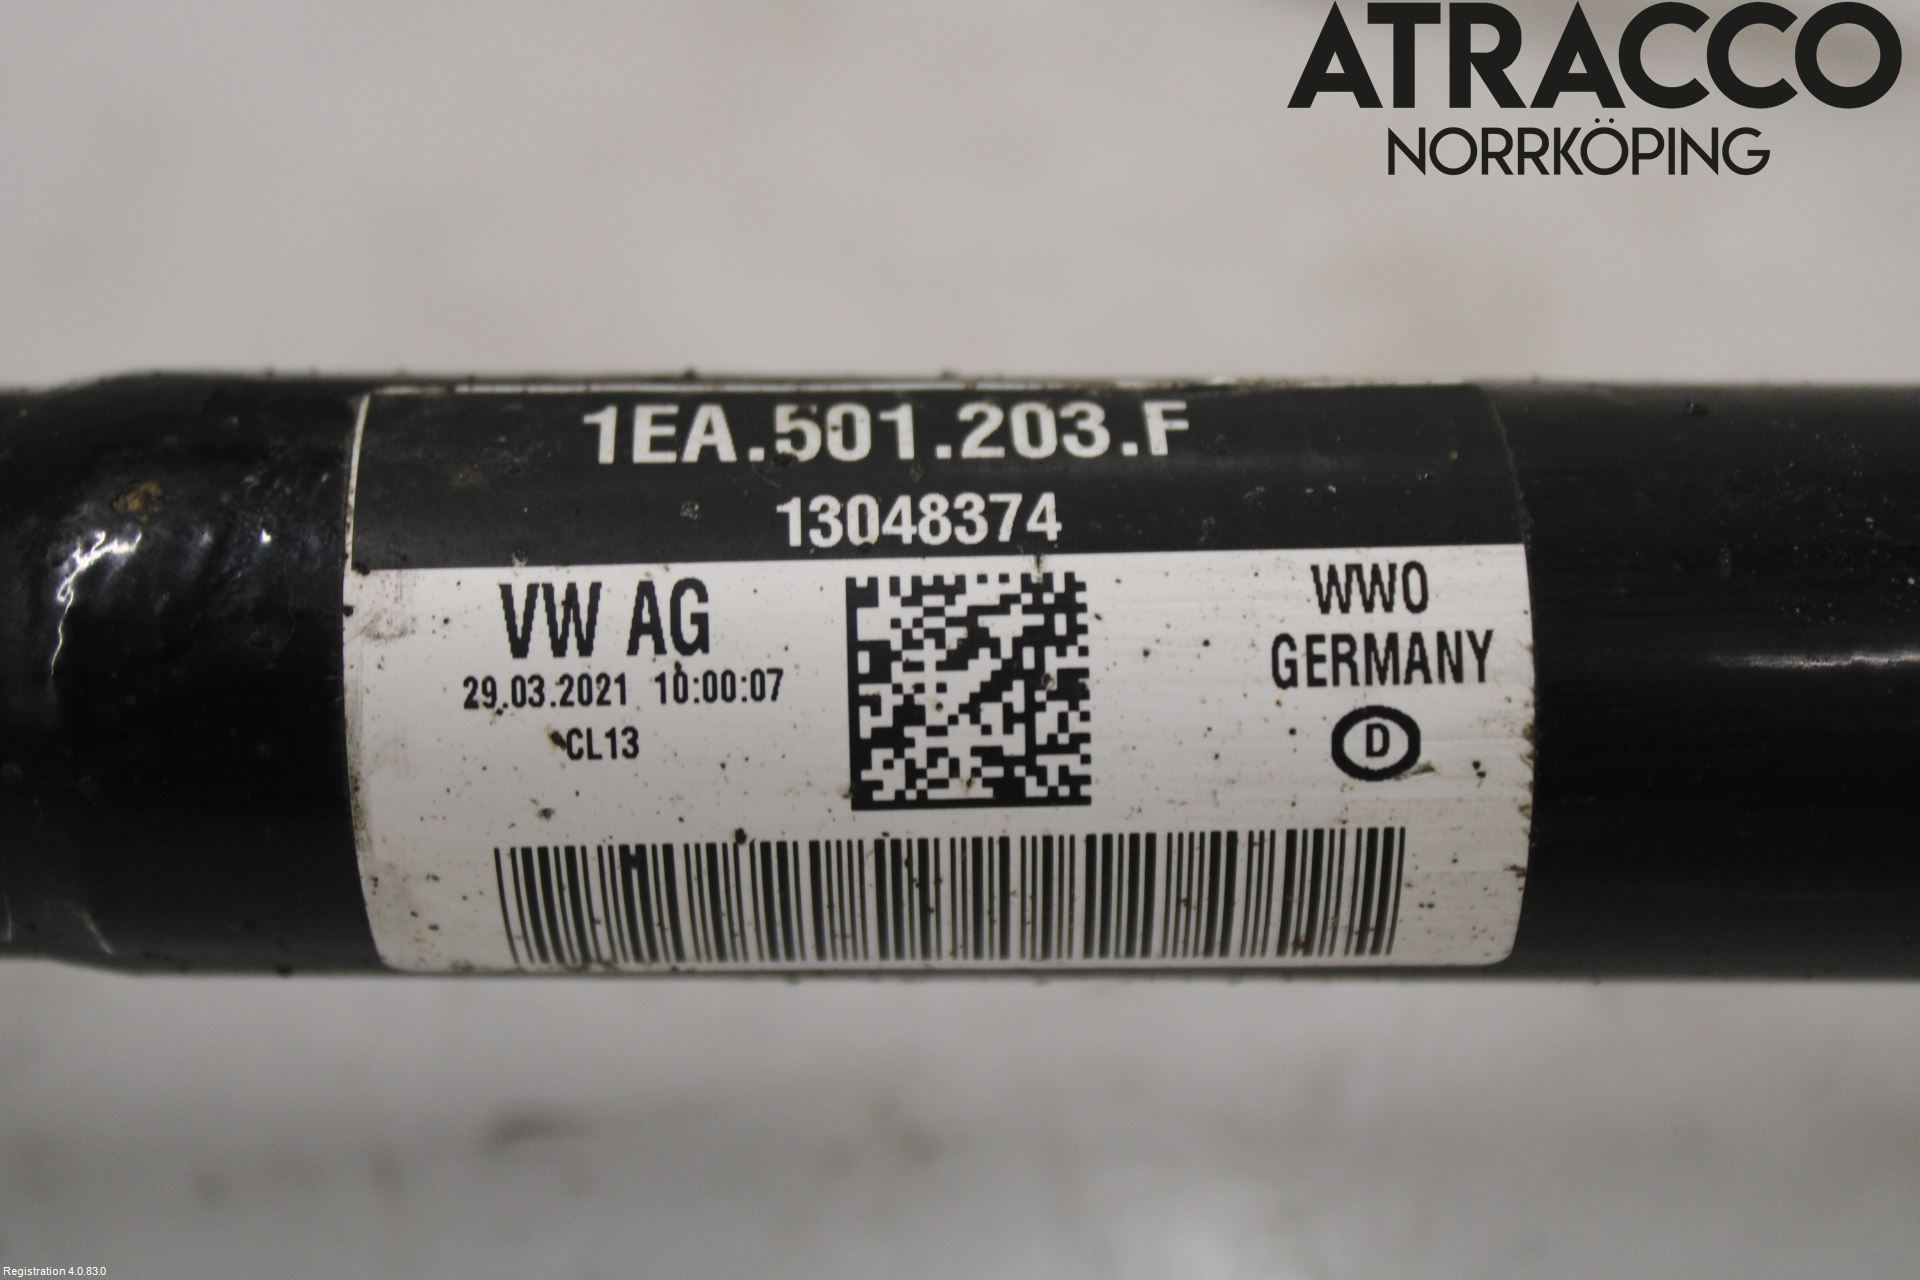 ATRACCO
NORRKÖPING
1EA.501.203.F
13048374
VW AG
29.03.2021 10:00:07
CL13
WWO
GERMANY
D
Registration 4.0.83.0